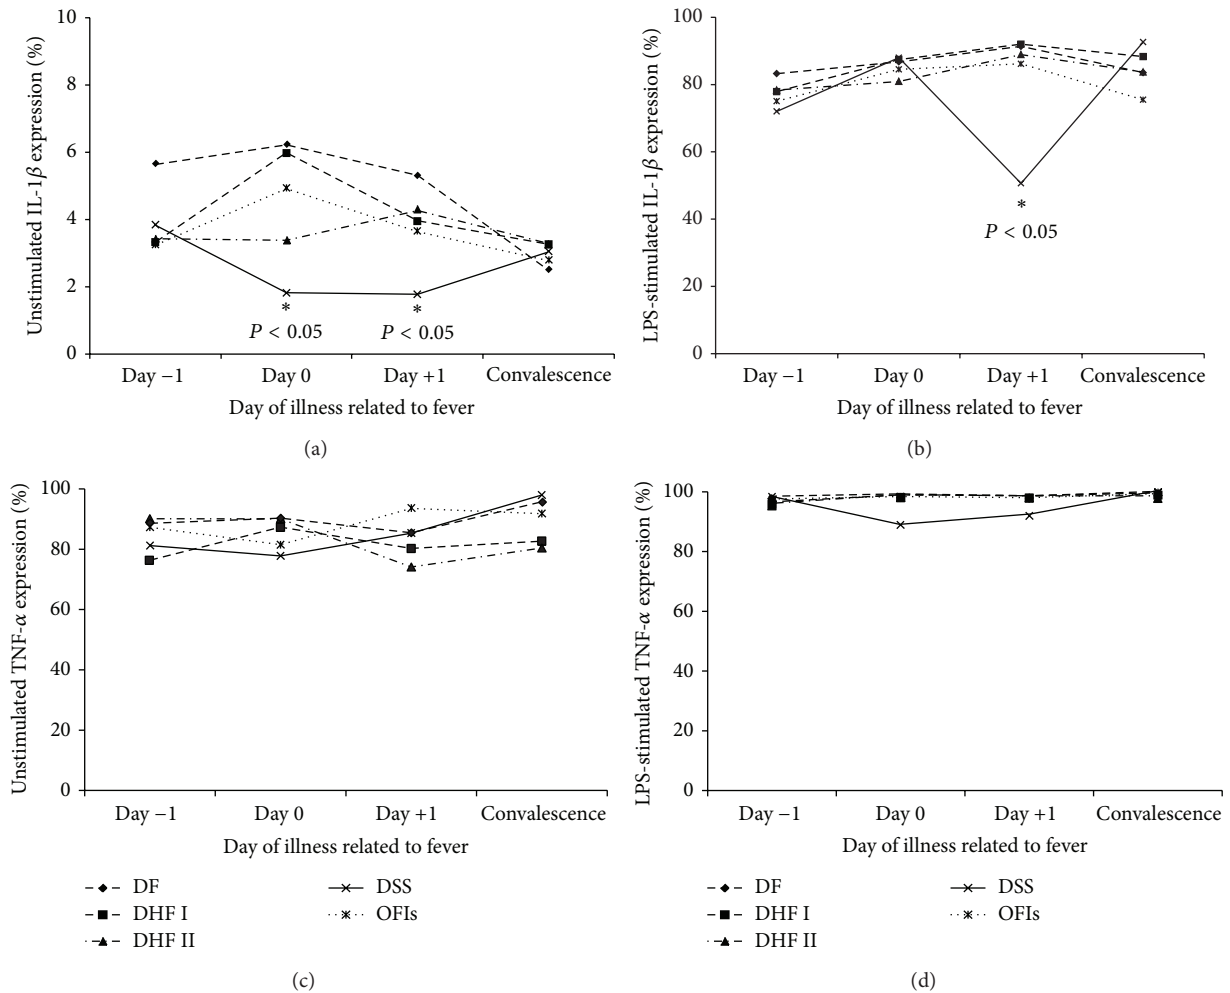 Unstimulated IL-1β expression (%)
10
8
6
4
2
0
*
P < 0.05
*
P < 0.05
Day −1
Day 0
Day +1
Convalescence
Day of illness related to fever
(a)
LPS-stimulated IL-1β expression (%)
100
80
60
40
20
0
*
P < 0.05
Day −1
Day 0
Day +1
Convalescence
Day of illness related to fever
(b)
Unstimulated TNF-α expression (%)
100
80
60
40
20
0
Day −1
Day 0
Day +1
Convalescence
Day of illness related to fever
DF
DHF I
DHF II
DSS
OFIs
(c)
LPS-stimulated TNF-α expression (%)
100
80
60
40
20
0
Day −1
Day 0
Day +1
Convalescence
Day of illness related to fever
DF
DHF I
DHF II
DSS
OFIs
(d)